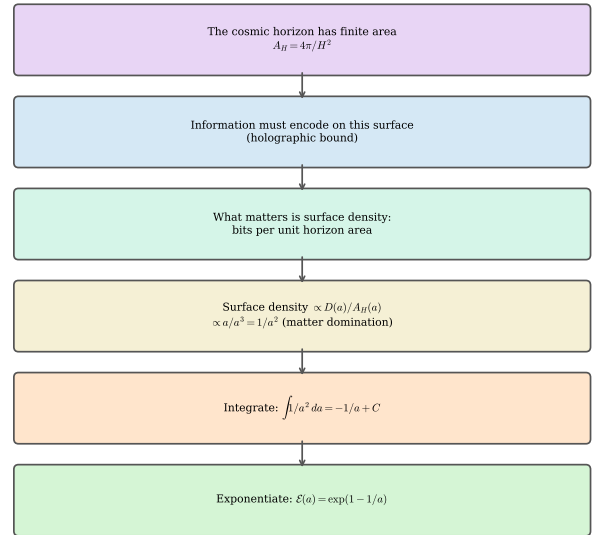 The cosmic horizon has finite area
A_H = 4π/H²
Information must encode on this surface
(holographic bound)
What matters is surface density:
bits per unit horizon area
Surface density ∝ D(a)/A_H(a)
∝ a/a³ = 1/a² (matter domination)
Integrate: ∫1/a² da = −1/a + C
Exponentiate: ℰ(a) = exp(1 − 1/a)